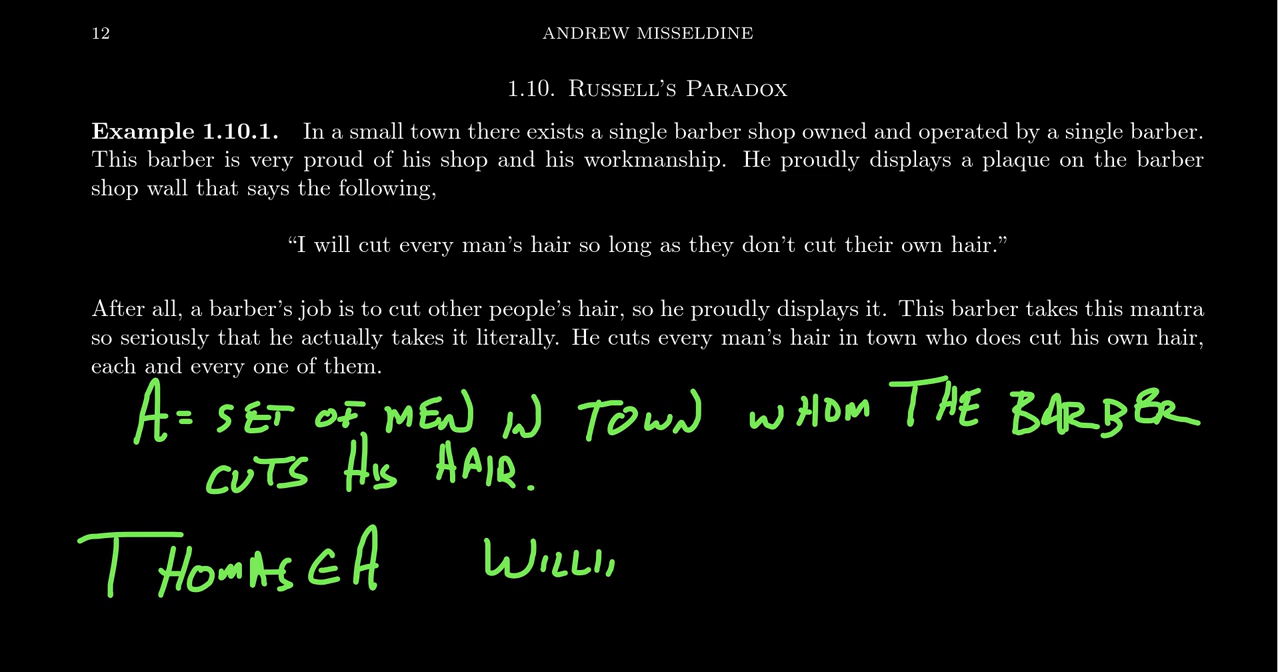 12
ANDREW MISSELDINE
1.10. RUSSELL'S PARADOX
Example 1.10.1. In a small town there exists a single barber shop owned and operated by a single barber.
This barber is very proud of his shop and his workmanship. He proudly displays a plaque on the barber
shop wall that says the following,
“I will cut every man's hair so long as they don't cut their own hair.”
After all, a barber's job is to cut other people's hair, so he proudly displays it. This barber takes this mantra
so seriously that he actually takes it literally. He cuts every man's hair in town who does cut his own hair,
each and every one of them.
A = SET OF MEN IN TOWN WHOM THE BARBER
CUTS HIS HAIR.
THOMAS ∈ A WILLI